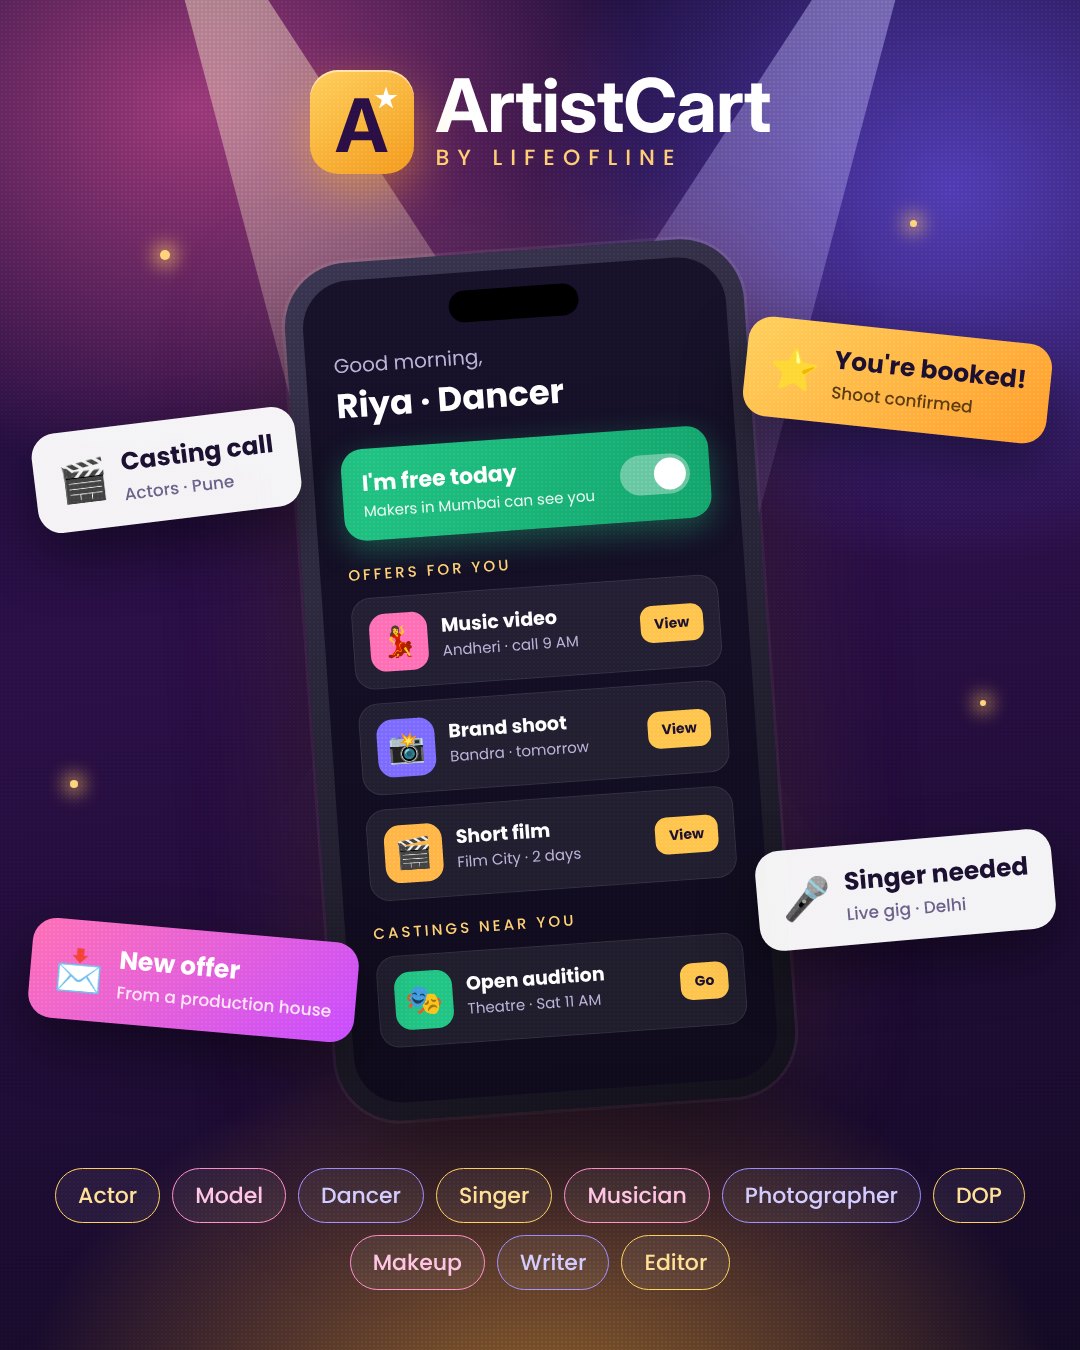 A
ArtistCart
BY LIFEOFLINE
Good morning,
Riya · Dancer
I'm free today
Makers in Mumbai can see you
OFFERS FOR YOU
Music video
Andheri · call 9 AM
View
Brand shoot
Bandra · tomorrow
View
Short film
Film City · 2 days
View
CASTINGS NEAR YOU
Open audition
Theatre · Sat 11 AM
Go
You're booked!
Shoot confirmed
Casting call
Actors · Pune
Singer needed
Live gig · Delhi
New offer
From a production house
Actor
Model
Dancer
Singer
Musician
Photographer
DOP
Makeup
Writer
Editor